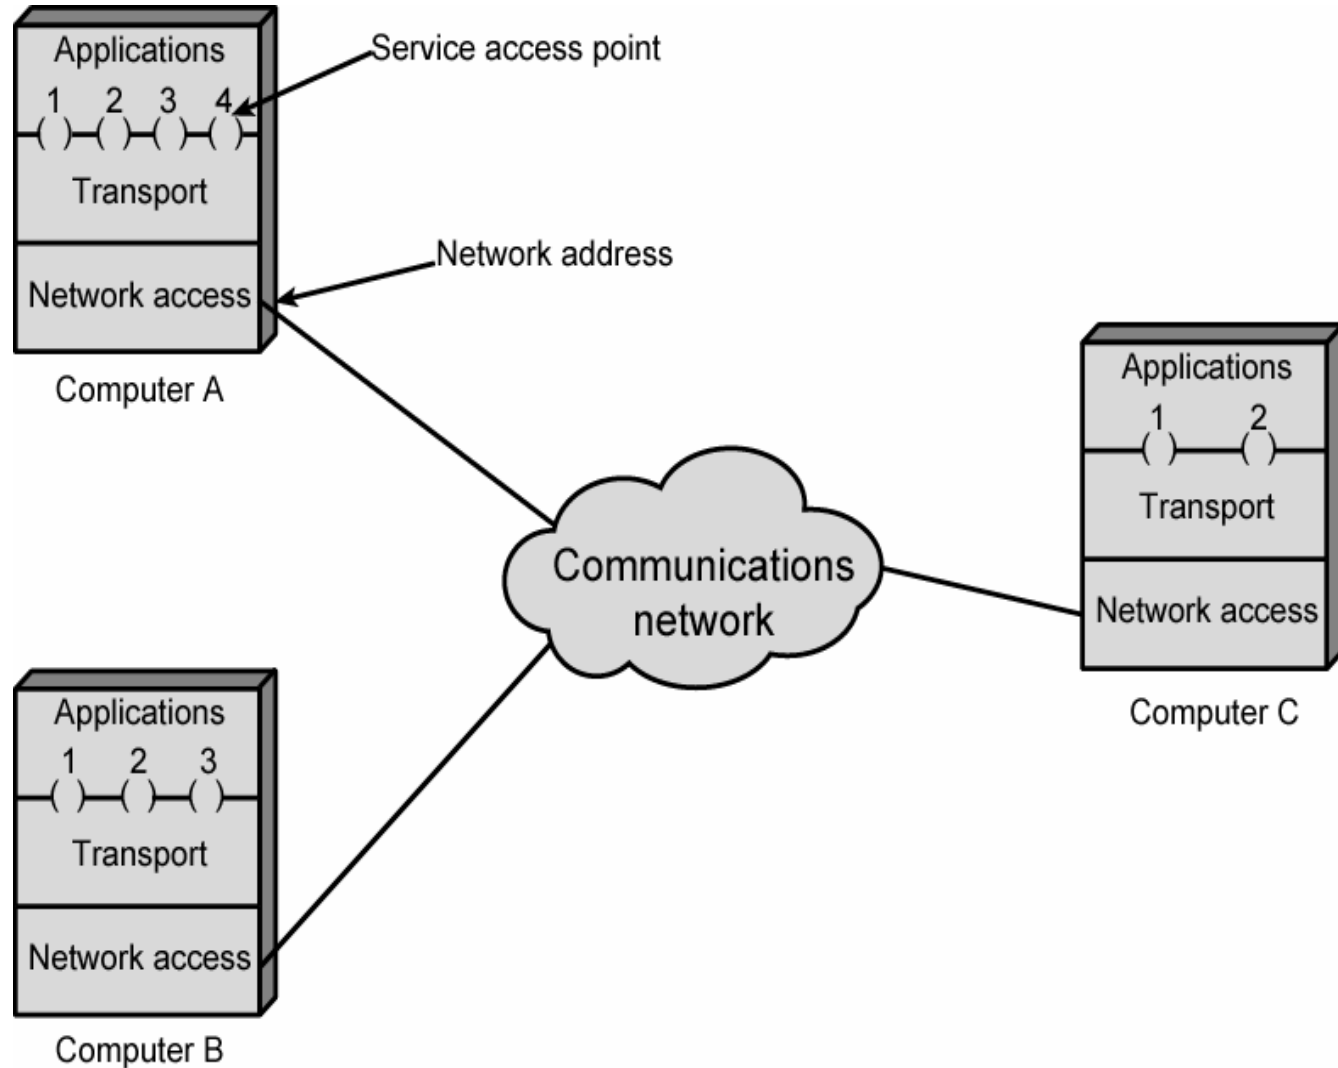 Applications
1 2 3 4
Transport
Network access
Computer A
Service access point
Network address
Communications
network
Applications
1 2
Transport
Network access
Computer C
Applications
1 2 3
Transport
Network access
Computer B